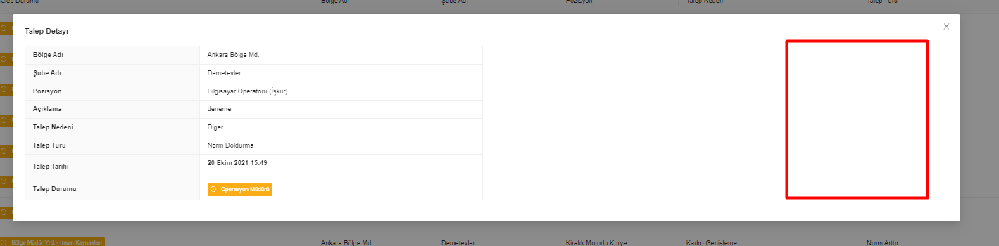 Talep Durumu Bölge Adı Şube Adı Pozisyon Talep Nedeni Talep Türü
Talep Detayı X
Bölge Adı Ankara Bölge Md.
Şube Adı Demetevler
Pozisyon Bilgisayar Operatörü (İşkur)
Açıklama deneme
Talep Nedeni Diger
Talep Türü Norm Doldurma
Talep Tarihi 20 Ekim 2021 15:49
Talep Durumu Operasyon Müdürü
Bölge Müdür Yrd. - İnsan Kaynakları Ankara Bölge Md. Demetevler Kiralık Motorlu Kurye Kadro Genişleme Norm Arttır